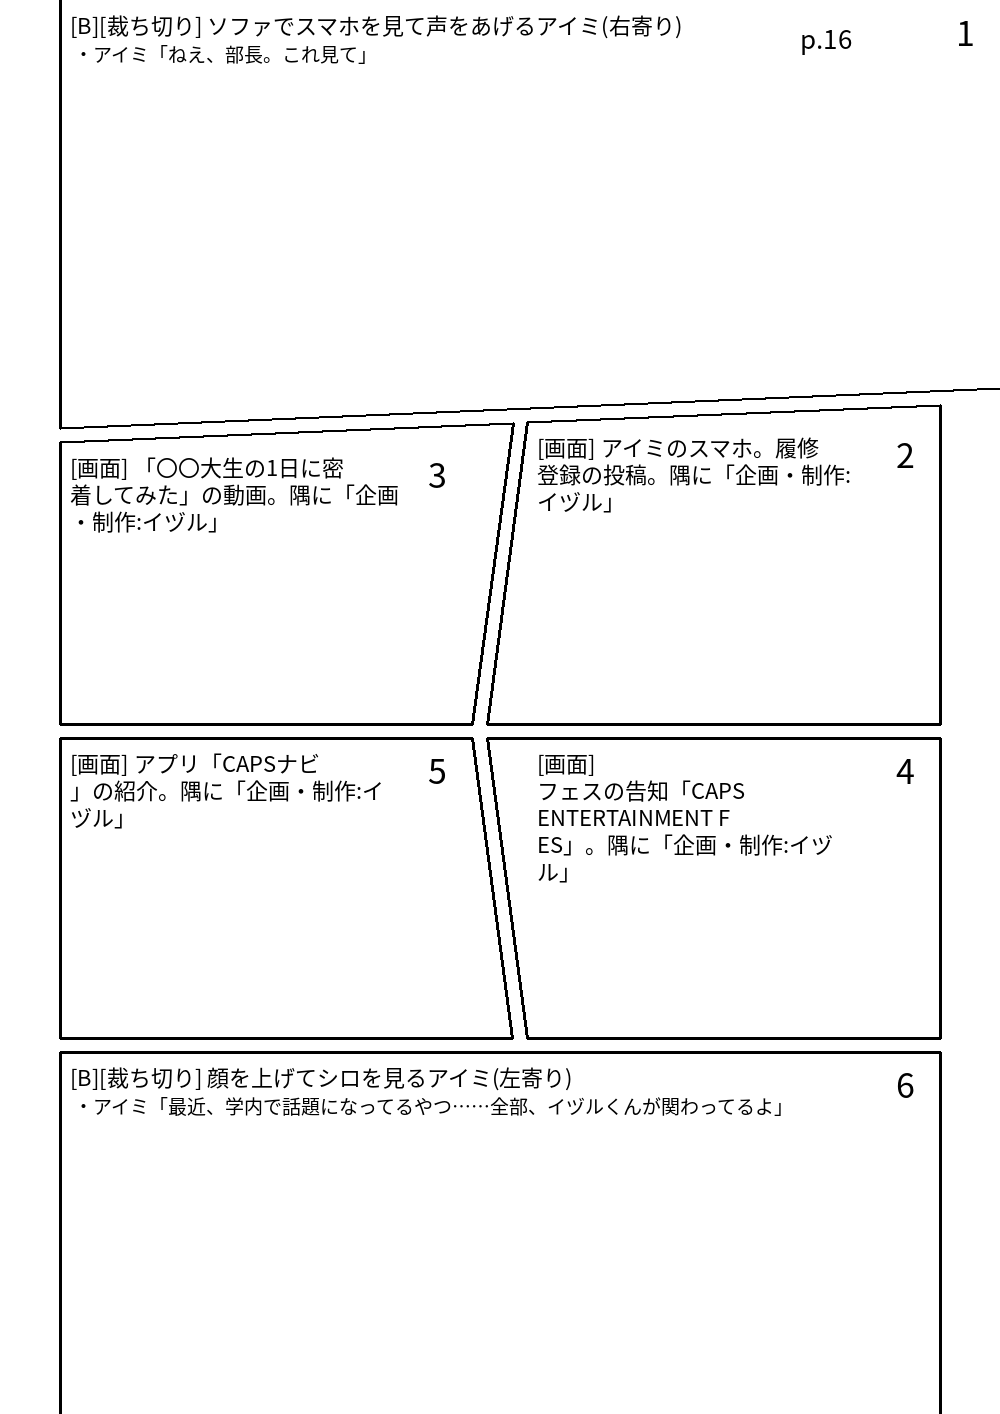 [B][裁ち切り] ソファでスマホを見て声をあげるアイミ(右寄り)
・アイミ「ねえ、部長。これ見て」
p.16
1
[画面] アイミのスマホ。履修
登録の投稿。隅に「企画・制作:
イヅル」
2
[画面] 「〇〇大生の1日に密
着してみた」の動画。隅に「企画
・制作:イヅル」
3
[画面]
フェスの告知「CAPS
ENTERTAINMENT F
ES」。隅に「企画・制作:イヅ
ル」
4
[画面] アプリ「CAPSナビ
」の紹介。隅に「企画・制作:イ
ヅル」
5
[B][裁ち切り] 顔を上げてシロを見るアイミ(左寄り)
・アイミ「最近、学内で話題になってるやつ……全部、イヅルくんが関わってるよ」
6